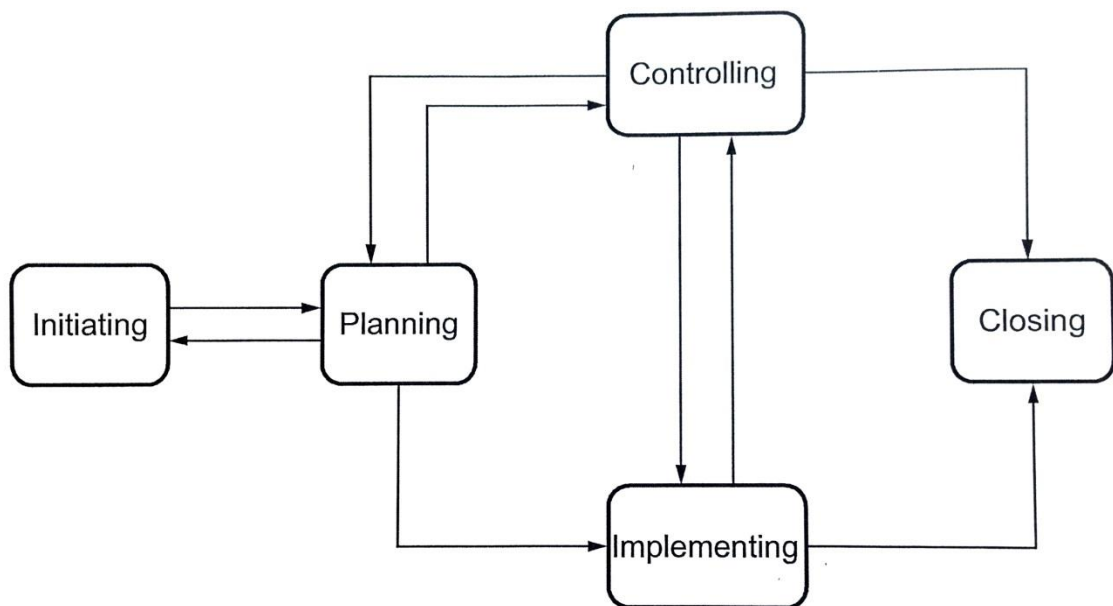 Controlling
Initiating
Planning
Closing
Implementing